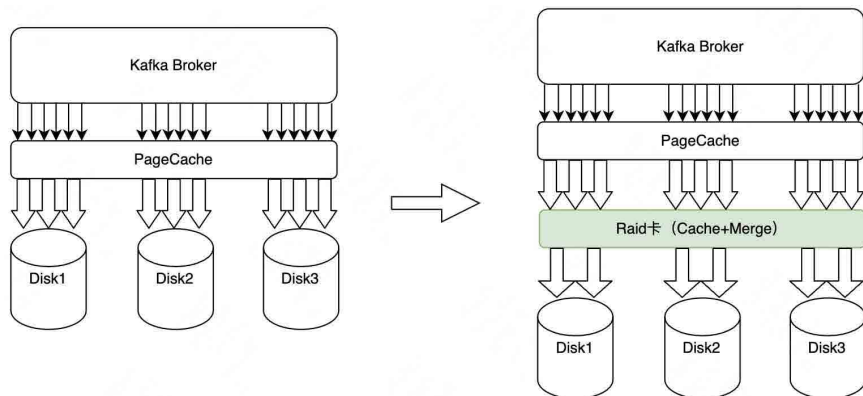 Kafka Broker
PageCache
Disk1
Disk2
Disk3
Kafka Broker
PageCache
Raid卡（Cache+Merge）
Disk1
Disk2
Disk3